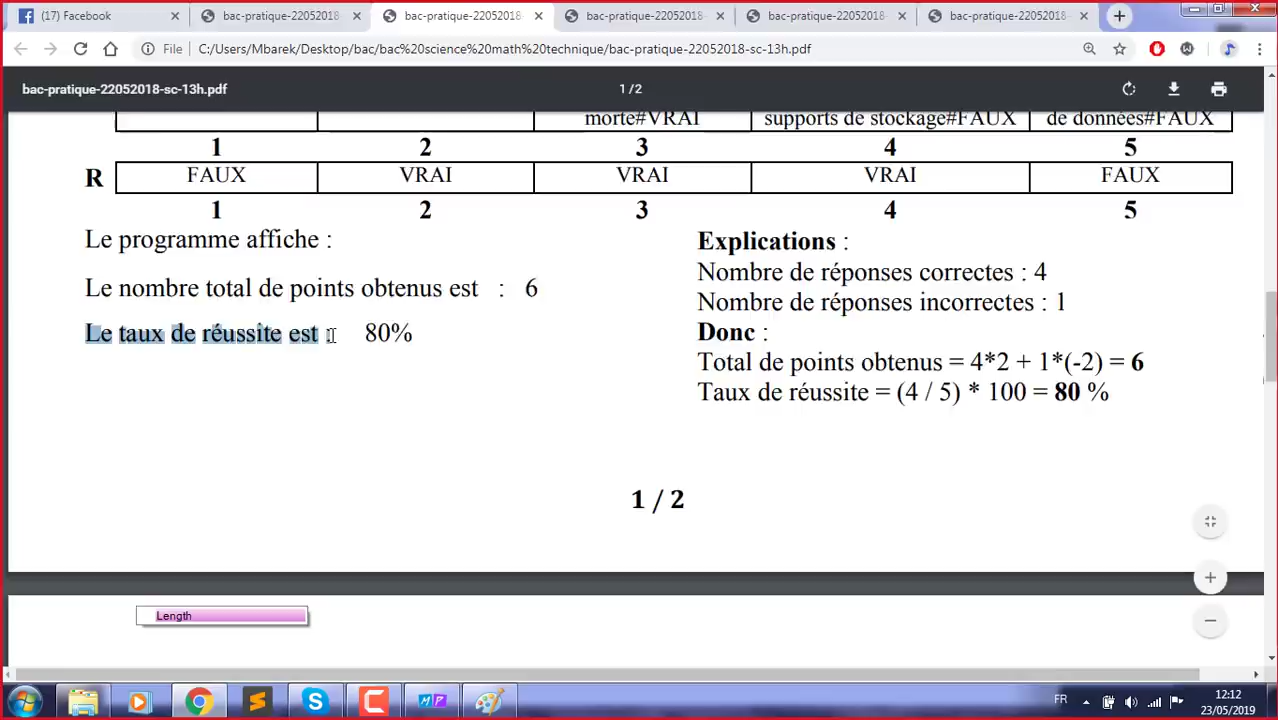 (17) Facebook
bac-pratique-22052018-
bac-pratique-22052018-
bac-pratique-22052018-
bac-pratique-22052018-
bac-pratique-22052018-
File
C:/Users/Mbarek/Desktop/bac/bac%20science%20math%20technique/bac-pratique-22052018-sc-13h.pdf
bac-pratique-22052018-sc-13h.pdf
1 / 2
morte#VRAI supports de stockage#FAUX de données#FAUX
1 2 3 4 5
R FAUX VRAI VRAI VRAI FAUX
1 2 3 4 5
Le programme affiche :
Le nombre total de points obtenus est : 6
Le taux de réussite est : 80%
Explications :
Nombre de réponses correctes : 4
Nombre de réponses incorrectes : 1
Donc :
Total de points obtenus = 4*2 + 1*(-2) = 6
Taux de réussite = (4 / 5) * 100 = 80 %
1 / 2
Length
FR
12:12
23/05/2019